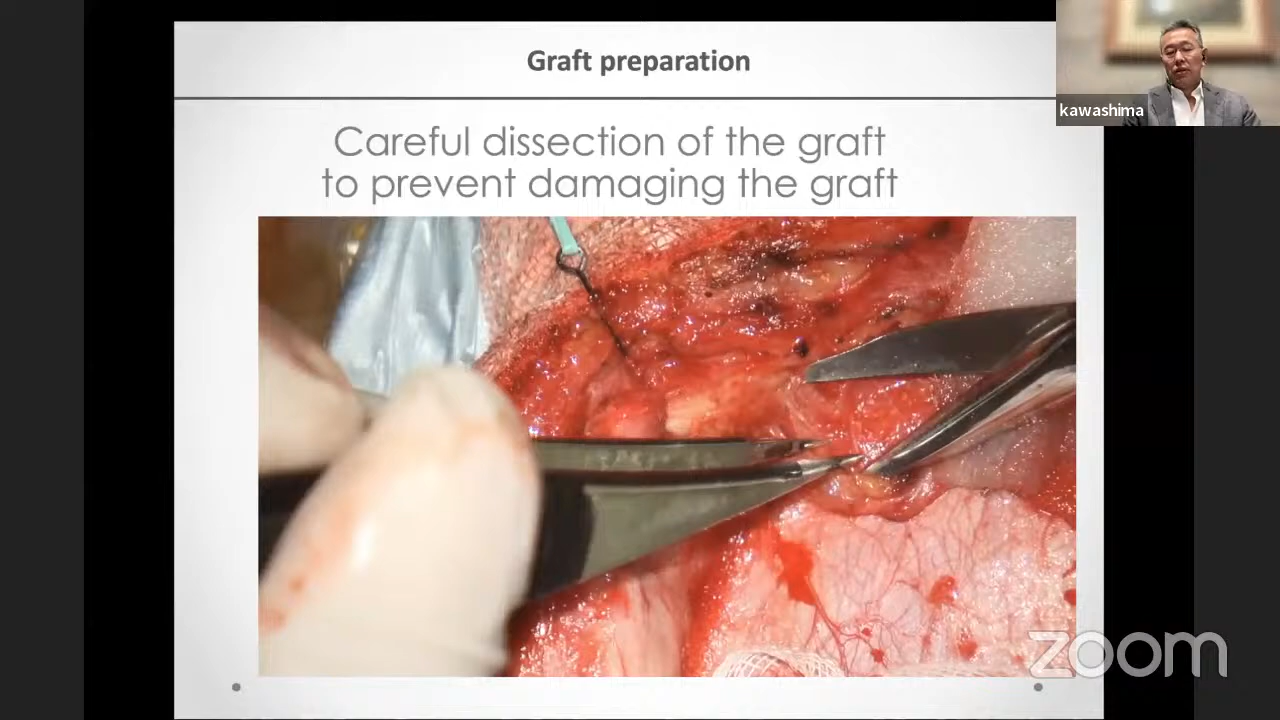 Graft preparation
kawashima
Careful dissection of the graft
to prevent damaging the graft
zoom